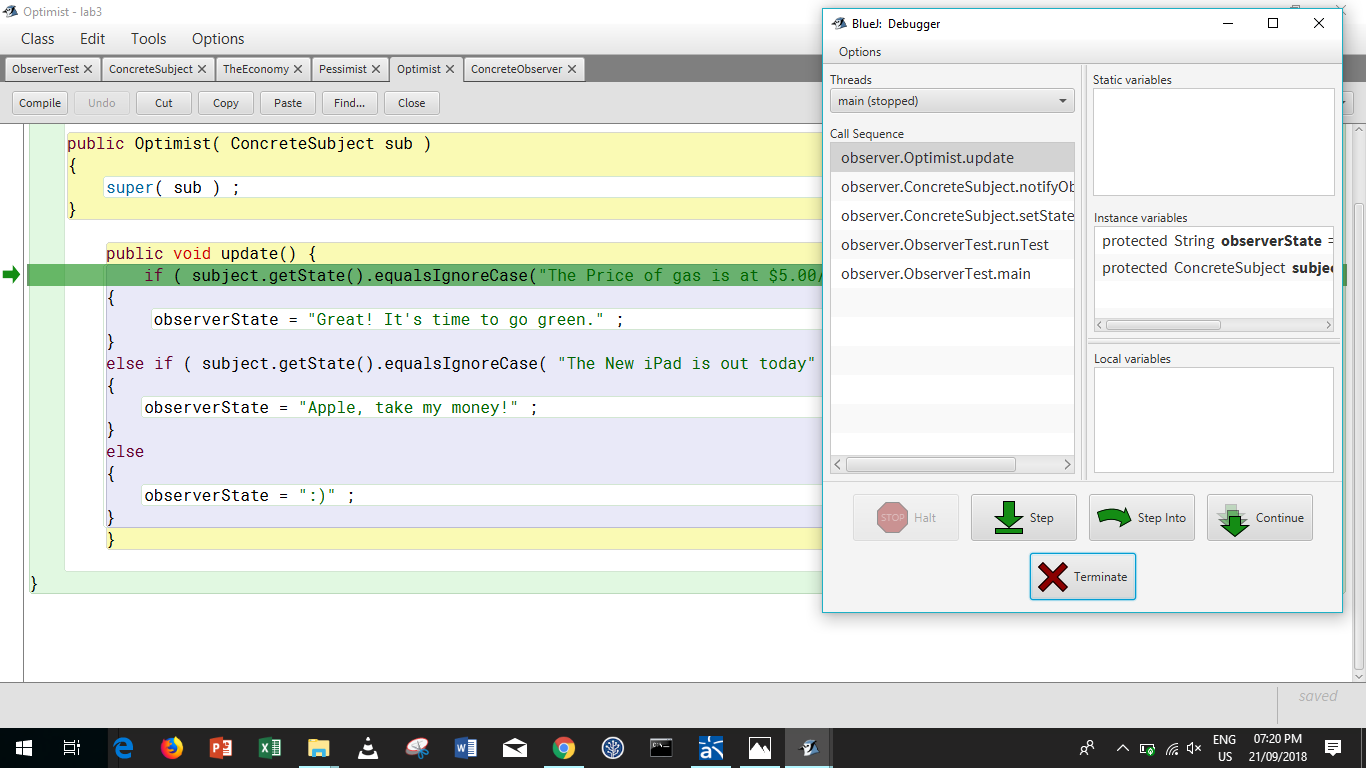 Optimist - lab3
Class Edit Tools Options
ObserverTest ConcreteSubject TheEconomy Pessimist Optimist ConcreteObserver
Compile Undo Cut Copy Paste Find... Close
public Optimist( ConcreteSubject sub )
{
super( sub ) ;
}
public void update() {
if ( subject.getState().equalsIgnoreCase("The Price of gas is at $5.00/
{
observerState = "Great! It's time to go green." ;
}
else if ( subject.getState().equalsIgnoreCase( "The New iPad is out today"
{
observerState = "Apple, take my money!" ;
}
else
{
observerState = ":)" ;
}
}
}
saved
BlueJ: Debugger
Options
Threads
main (stopped)
Call Sequence
observer.Optimist.update
observer.ConcreteSubject.notifyOb
observer.ConcreteSubject.setState
observer.ObserverTest.runTest
observer.ObserverTest.main
Static variables
Instance variables
protected String observerState =
protected ConcreteSubject subjec
Local variables
STOP Halt Step Step Into Continue
Terminate
ENG 07:20 PM
US 21/09/2018